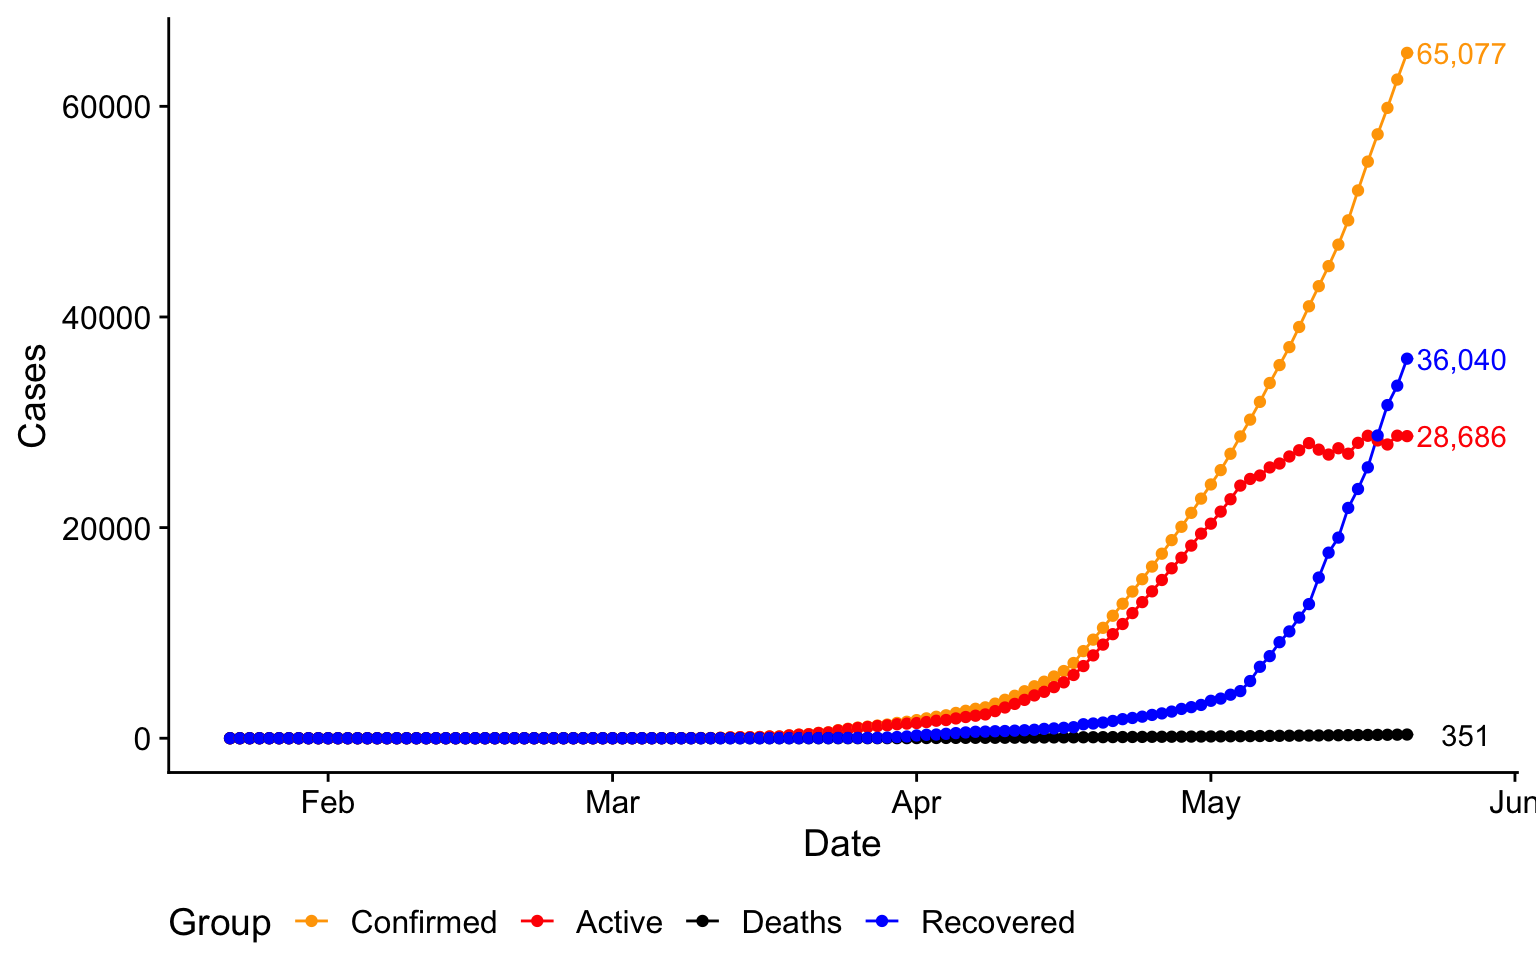 65,077
60000
40000
36,040
28,686
20000
0
351
Cases
Feb Mar Apr May Jun
Date
Group Confirmed Active Deaths Recovered